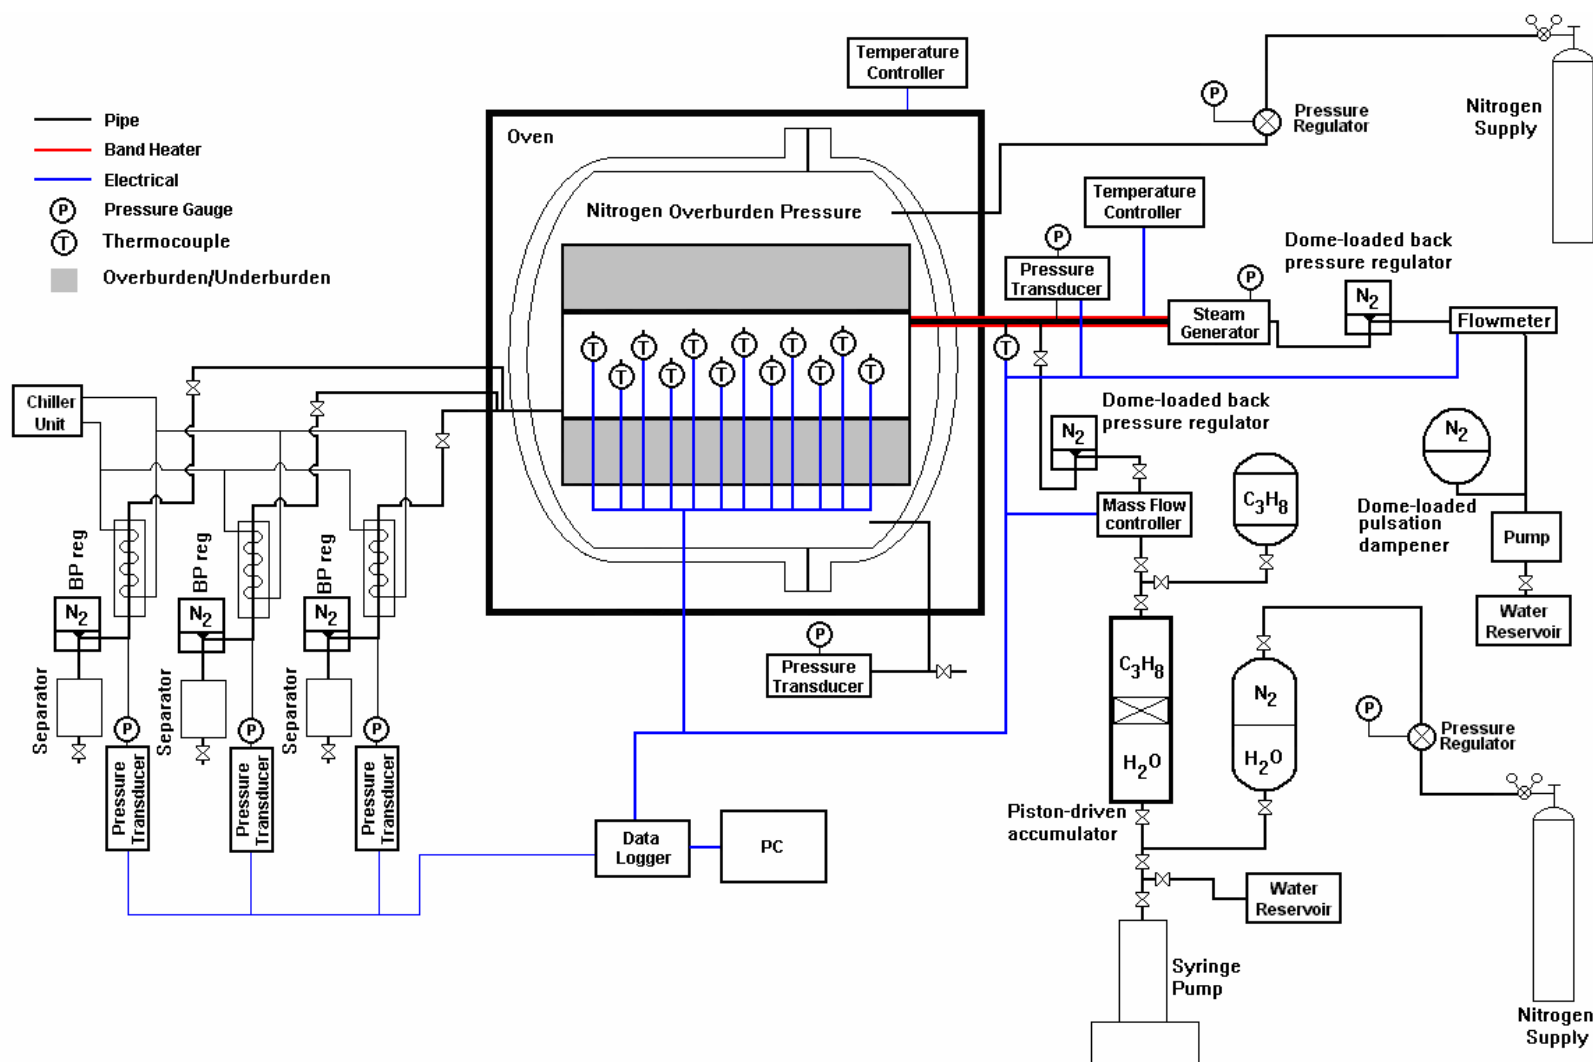 Temperature
Controller
Pipe
Band Heater
Electrical
P
Pressure Gauge
T
Thermocouple
Overburden/Underburden
Oven
Nitrogen Overburden Pressure
P
Pressure
Regulator
Nitrogen
Supply
Temperature
Controller
P
Pressure
Transducer
Dome-loaded back
pressure regulator
P
N2
Steam
Generator
Flowmeter
T
T
T
T
T
T
T
T
T
T
T
T
T
Chiller
Unit
Dome-loaded back
pressure regulator
N2
N2
Mass Flow
controller
C3H8
Dome-loaded
pulsation
dampener
Pump
Water
Reservoir
BP reg
BP reg
BP reg
N2
N2
N2
Separator
Separator
Separator
P
P
P
Pressure
Transducer
Pressure
Transducer
Pressure
Transducer
P
Pressure
Transducer
C3H8
H2O
N2
H2O
P
Pressure
Regulator
Piston-driven
accumulator
Data
Logger
PC
Water
Reservoir
Syringe
Pump
Nitrogen
Supply